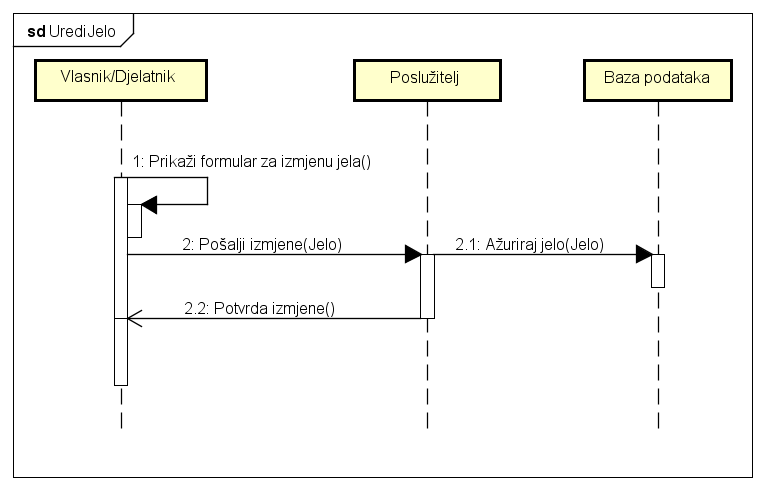 sd UrediJelo
Vlasnik/Djelatnik
Poslužitelj
Baza podataka
1: Prikaži formular za izmjenu jela()
2: Pošalji izmjene(Jelo)
2.1: Ažuriraj jelo(Jelo)
2.2: Potvrda izmjene()